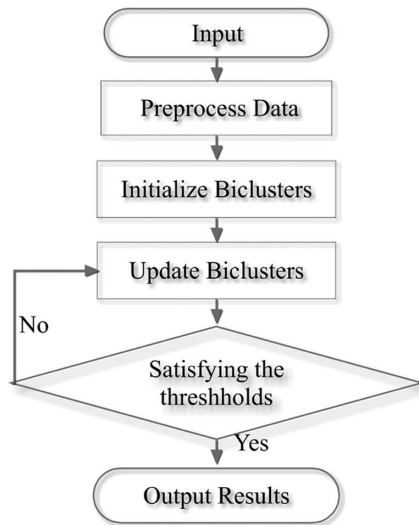 Input
Preprocess Data
Initialize Biclusters
Update Biclusters
No
Satisfying the
threshholds
Yes
Output Results